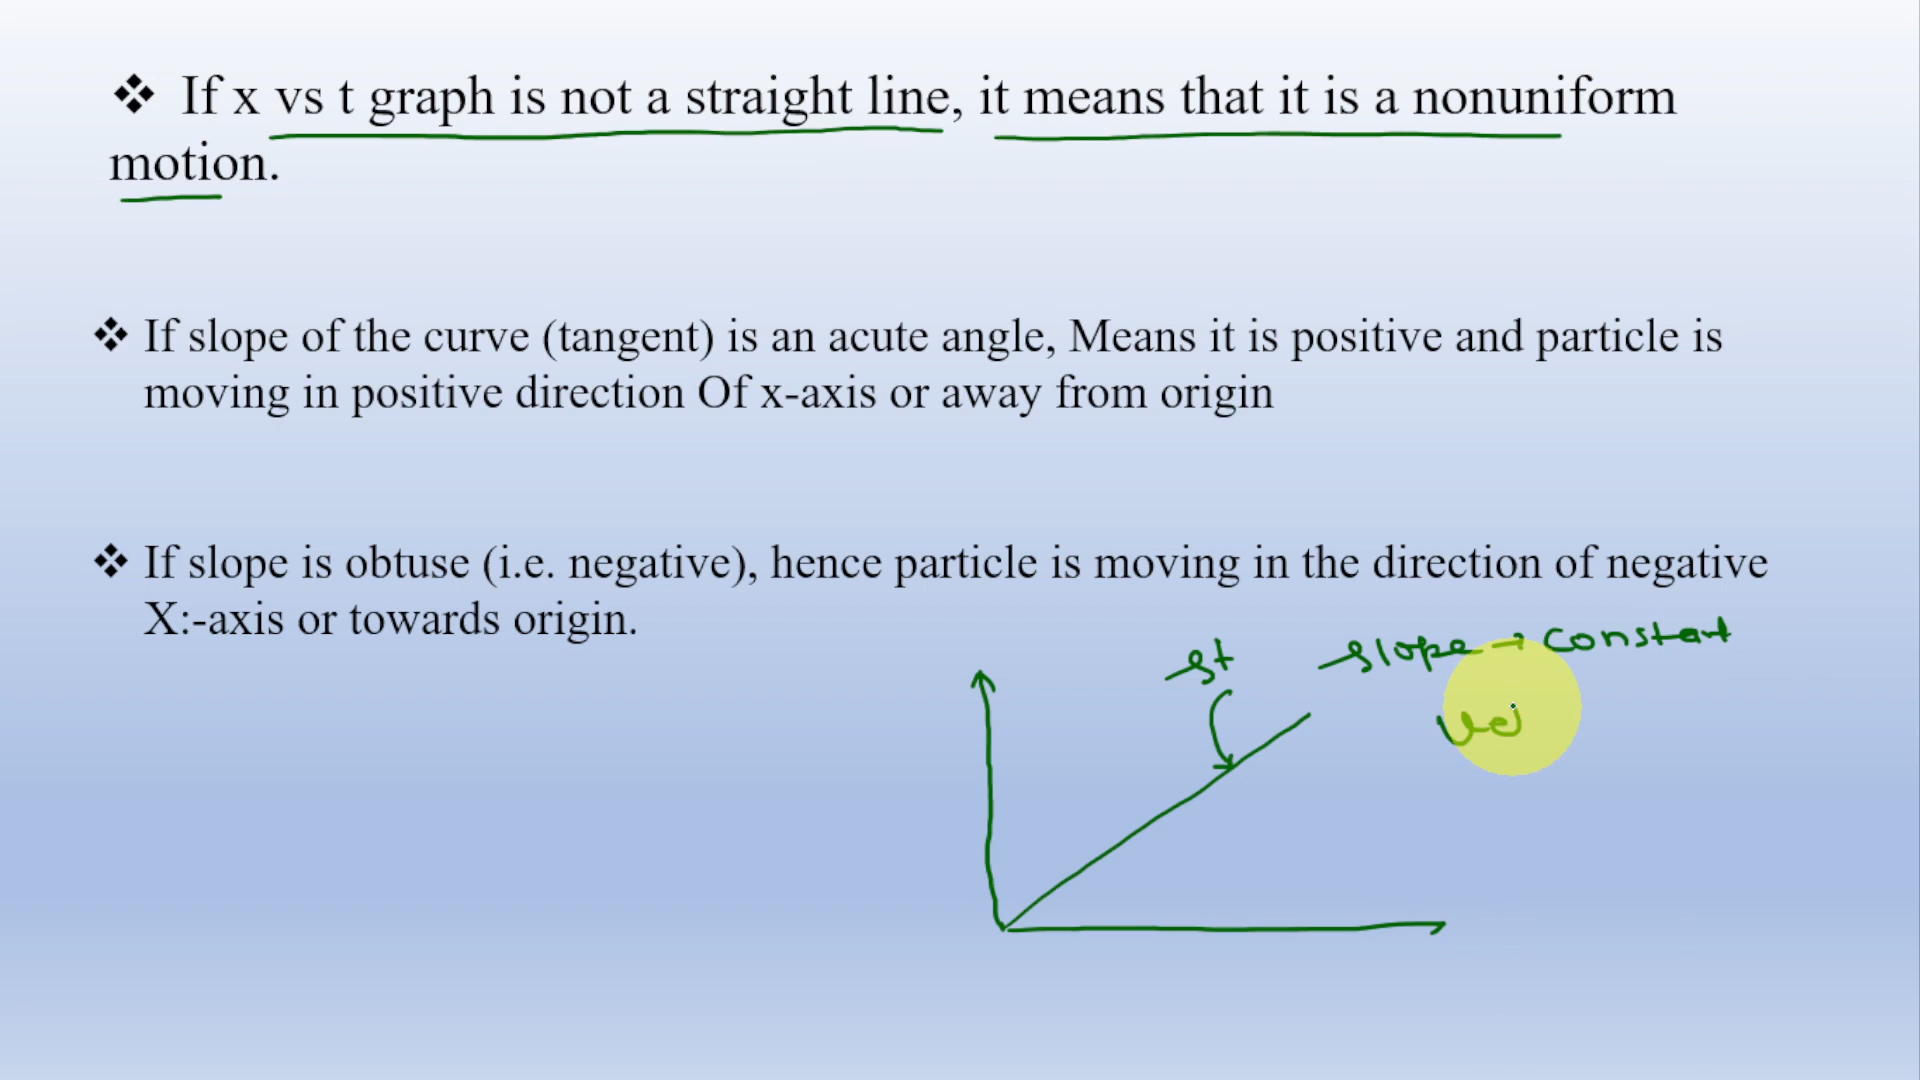 ❖ If x vs t graph is not a straight line, it means that it is a nonuniform
motion.
❖ If slope of the curve (tangent) is an acute angle, Means it is positive and particle is
moving in positive direction Of x-axis or away from origin
❖ If slope is obtuse (i.e. negative), hence particle is moving in the direction of negative
X:-axis or towards origin.
st slope → constant
vel